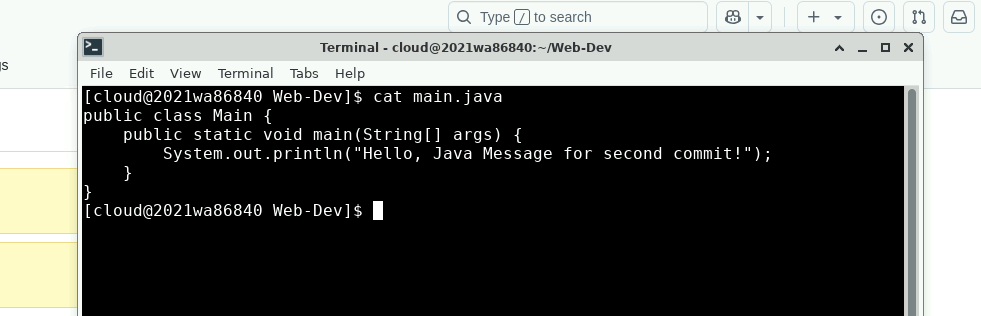 Type / to search
Terminal - cloud@2021wa86840:~/Web-Dev
gs
File Edit View Terminal Tabs Help
[cloud@2021wa86840 Web-Dev]$ cat main.java
public class Main {
    public static void main(String[] args) {
        System.out.println("Hello, Java Message for second commit!");
    }
}
[cloud@2021wa86840 Web-Dev]$